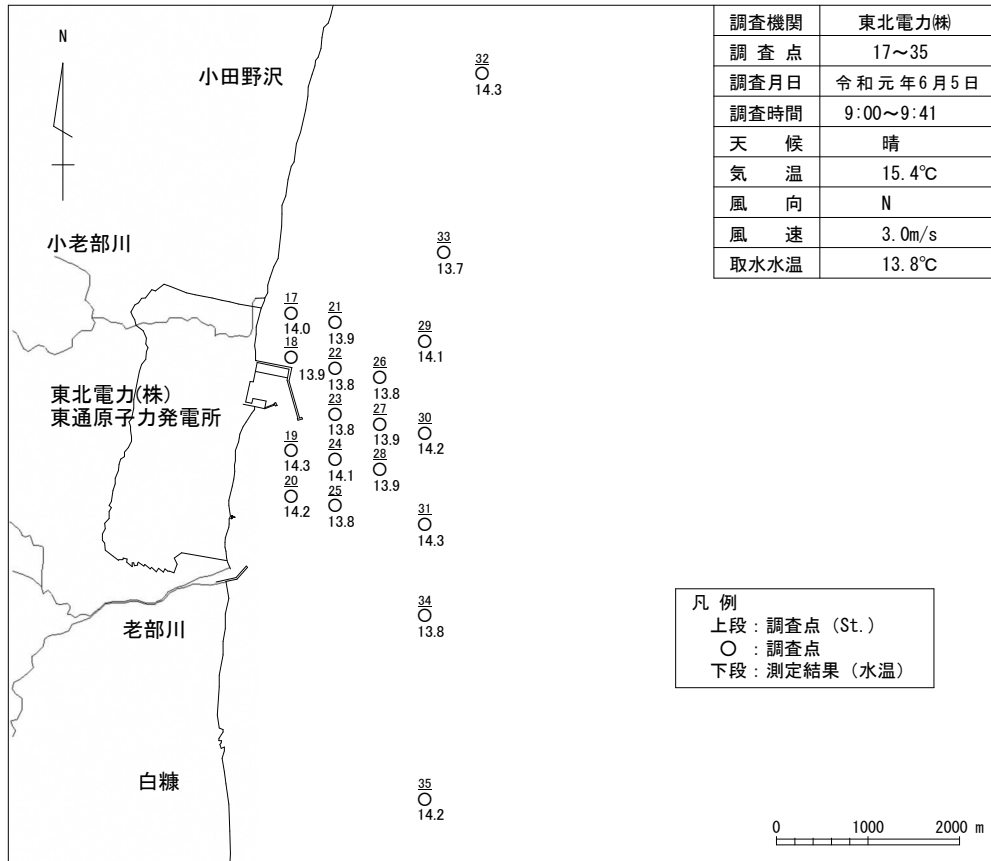 調査機関 東北電力㈱
調査点 17～35
調査月日 令和元年6月5日
調査時間 9:00～9:41
天候 晴
気温 15.4℃
風向 N
風速 3.0m/s
取水水温 13.8℃
N
小田野沢
32
14.3
小老部川
33
13.7
17
14.0
21
13.9
29
14.1
18
13.9
22
13.8
26
13.8
東北電力(株)
東通原子力発電所
23
13.8
27
13.9
30
14.2
19
14.3
24
14.1
28
13.9
20
14.2
25
13.8
31
14.3
34
13.8
老部川
凡例
上段：調査点（St.）
○：調査点
下段：測定結果（水温）
白糠
35
14.2
0 1000 2000 m